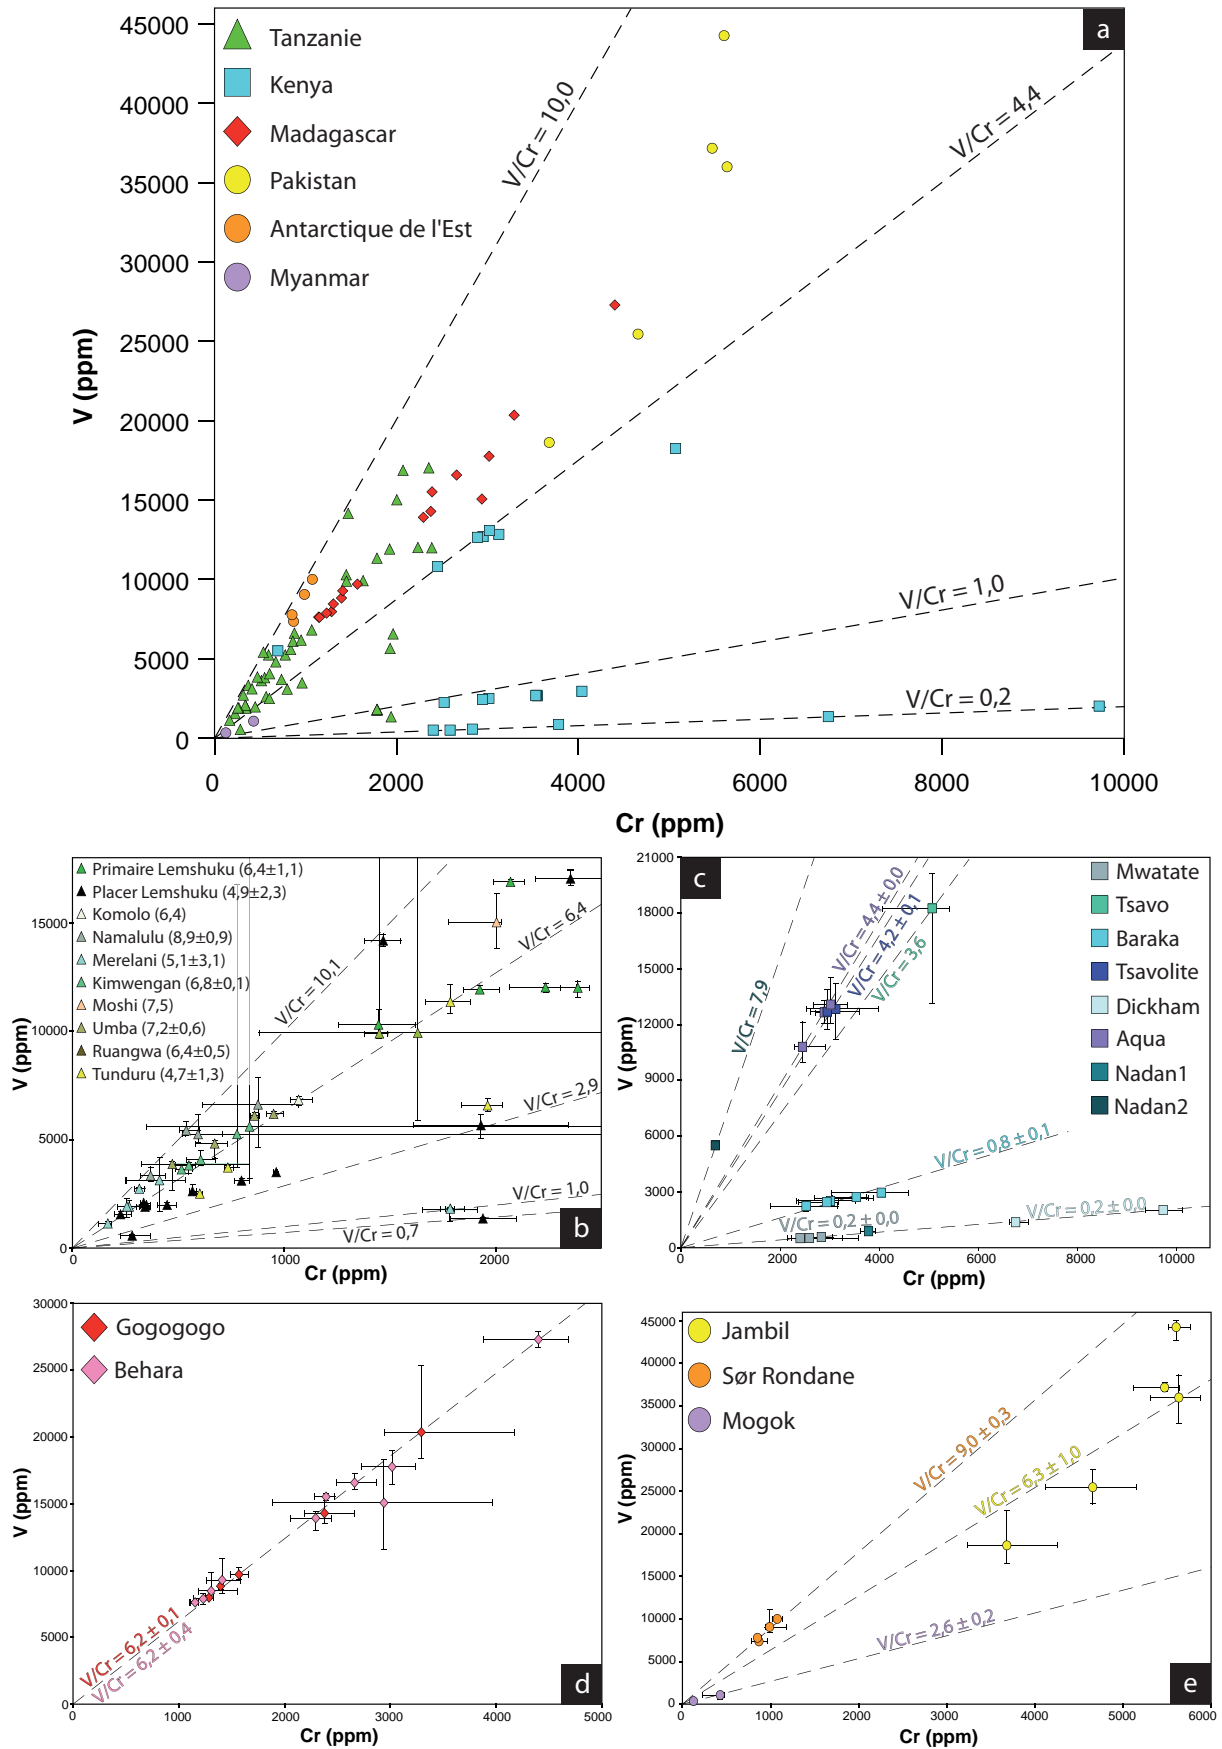 a
45000
40000
35000
30000
25000
20000
15000
10000
5000
0
V (ppm)
Tanzanie
Kenya
Madagascar
Pakistan
Antarctique de l'Est
Myanmar
V/Cr = 10,0
V/Cr = 4,4
V/Cr = 1,0
V/Cr = 0,2
0
2000
4000
6000
8000
10000
Cr (ppm)
Primaire Lemshuku (6,4±1,1)
Placer Lemshuku (4,9±2,3)
Komolo (6,4)
Namalulu (8,9±0,9)
Merelani (5,1±3,1)
Kimwengan (6,8±0,1)
Moshi (7,5)
Umba (7,2±0,6)
Ruangwa (6,4±0,5)
Tunduru (4,7±1,3)
15000
10000
5000
0
V (ppm)
V/Cr = 10,1
V/Cr = 6,4
V/Cr = 2,9
V/Cr = 1,0
V/Cr = 0,7
b
0
1000
2000
Cr (ppm)
c
21000
18000
15000
12000
9000
6000
3000
0
V (ppm)
Mwatate
Tsavo
Baraka
Tsavolite
Dickham
Aqua
Nadan1
Nadan2
V/Cr = 7,9
V/Cr = 4,4 ± 0,0
V/Cr = 4,2 ± 0,1
V/Cr = 3,6
V/Cr = 0,8 ± 0,1
V/Cr = 0,2 ± 0,0
V/Cr = 0,2 ± 0,0
0
2000
4000
6000
8000
10000
Cr (ppm)
30000
25000
20000
15000
10000
5000
0
V (ppm)
Gogogogo
Behara
V/Cr = 6,2 ± 0,1
V/Cr = 6,2 ± 0,4
d
0
1000
2000
3000
4000
5000
Cr (ppm)
45000
40000
35000
30000
25000
20000
15000
10000
5000
0
V (ppm)
Jambil
Sør Rondane
Mogok
V/Cr = 9,0 ± 0,3
V/Cr = 6,3 ± 1,0
V/Cr = 2,6 ± 0,2
e
0
1000
2000
3000
4000
5000
6000
Cr (ppm)